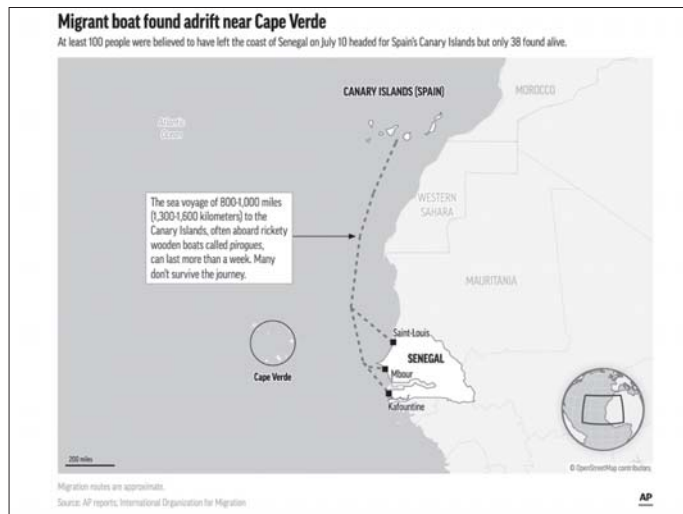 Migrant boat found adrift near Cape Verde
At least 100 people were believed to have left the coast of Senegal on July 10 headed for Spain's Canary Islands but only 38 found alive.
CANARY ISLANDS (SPAIN)
MOROCCO
Atlantic
Ocean
WESTERN
SAHARA
The sea voyage of 800-1,000 miles
(1,300-1,600 kilometers) to the
Canary Islands, often aboard rickety
wooden boats called pirogues,
can last more than a week. Many
don't survive the journey.
MAURITANIA
Saint-Louis
SENEGAL
Mbour
Cape Verde
Kafountine
200 miles
© OpenStreetMap contributors
Migration routes are approximate.
Source: AP reports, International Organization for Migration
AP